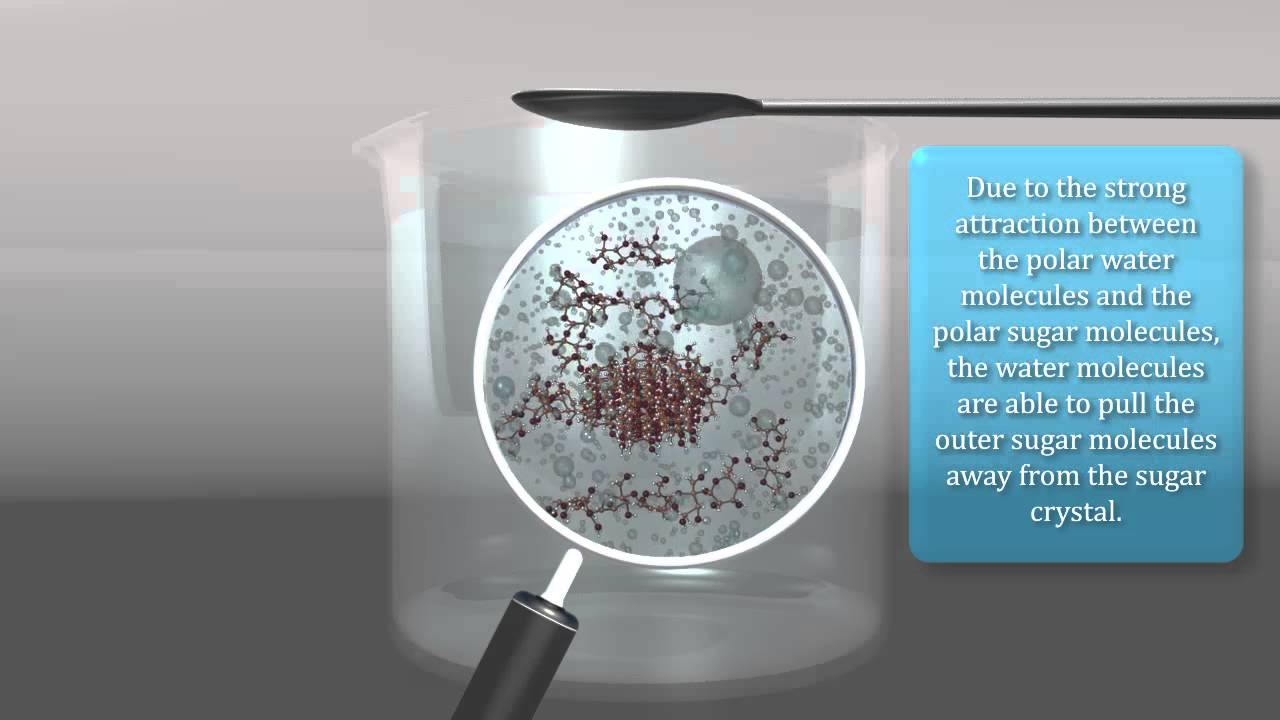 Due to the strong
attraction between
the polar water
molecules and the
polar sugar molecules,
the water molecules
are able to pull the
outer sugar molecules
away from the sugar
crystal.